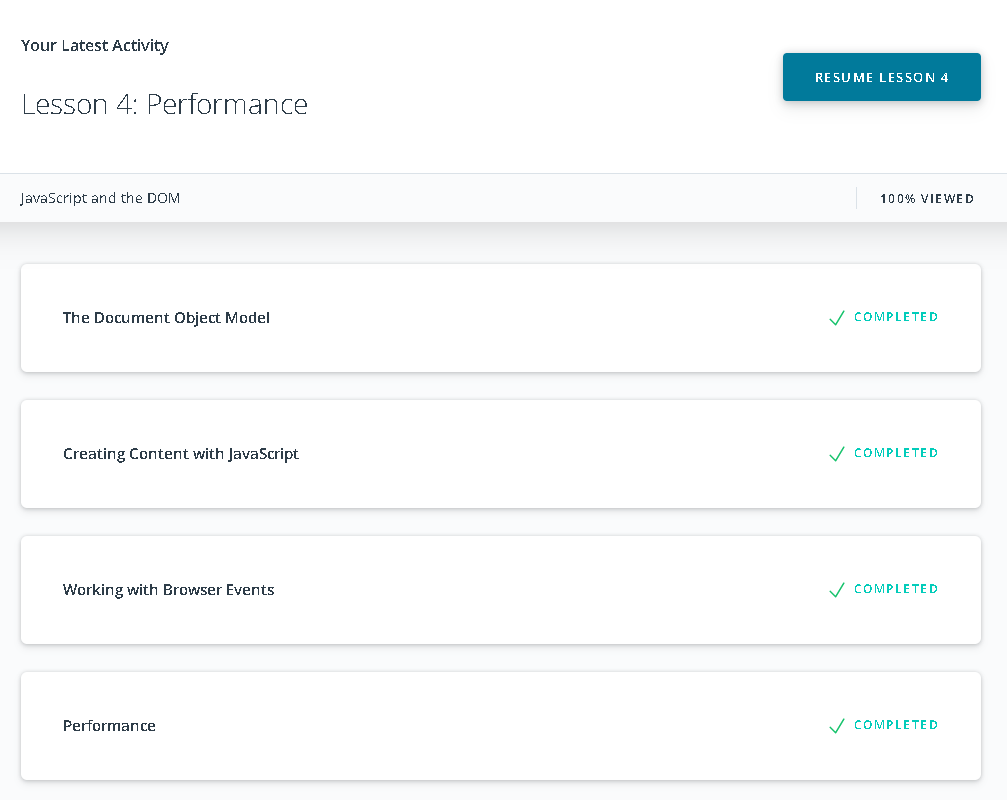 Your Latest Activity
RESUME LESSON 4
Lesson 4: Performance
JavaScript and the DOM
100% VIEWED
The Document Object Model
COMPLETED
Creating Content with JavaScript
COMPLETED
Working with Browser Events
COMPLETED
Performance
COMPLETED